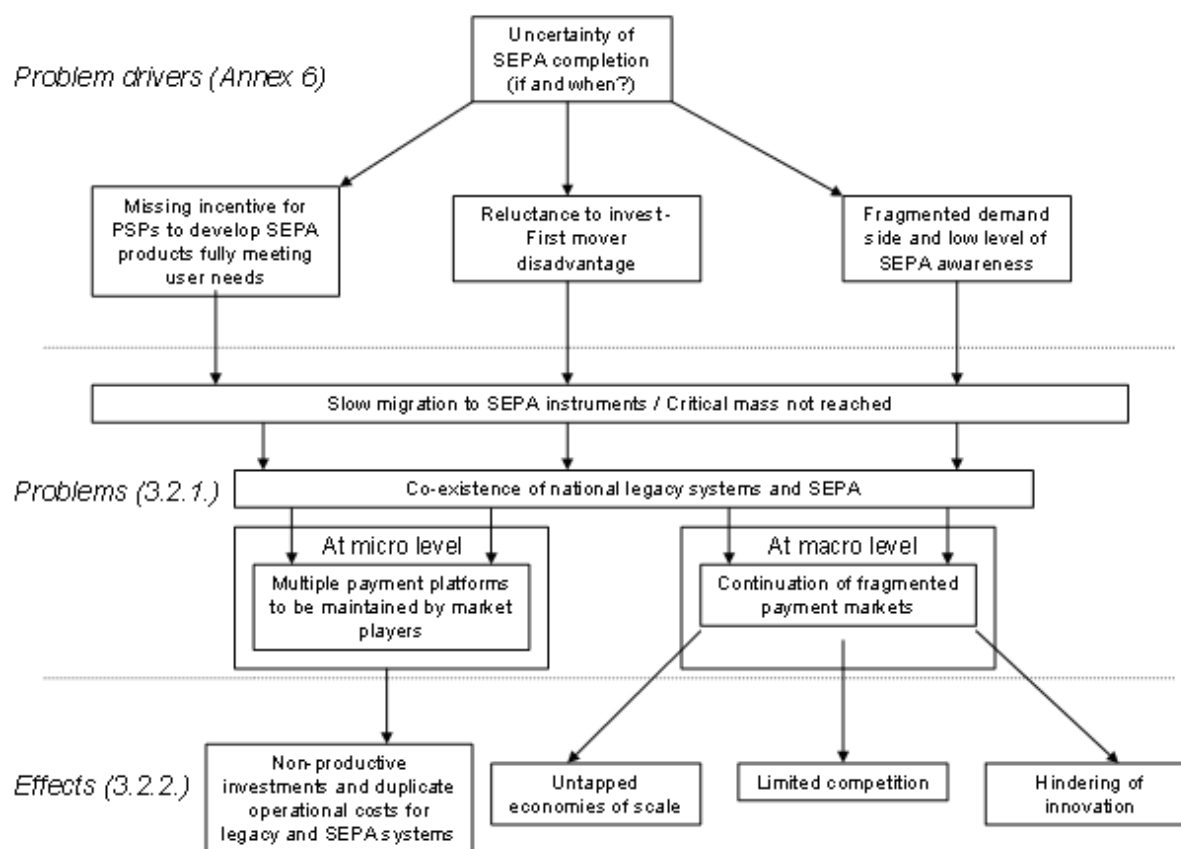 Uncertainty of
SEPA completion
(if and when?)
Problem drivers (Annex 6)
Missing incentive for
PSPs to develop SEPA
products fully meeting
user needs
Reluctance to invest-
First mover
disadvantage
Fragmented demand
side and low level of
SEPA awareness
Slow migration to SEPA instruments / Critical mass not reached
Problems (3.2.1.)
Co-existence of national legacy systems and SEPA
At micro level
Multiple payment platforms
to be maintained by market
players
At macro level
Continuation of fragmented
payment markets
Effects (3.2.2.)
Non-productive
investments and duplicate
operational costs for
legacy and SEPA systems
Untapped
economies of scale
Limited competition
Hindering of
innovation